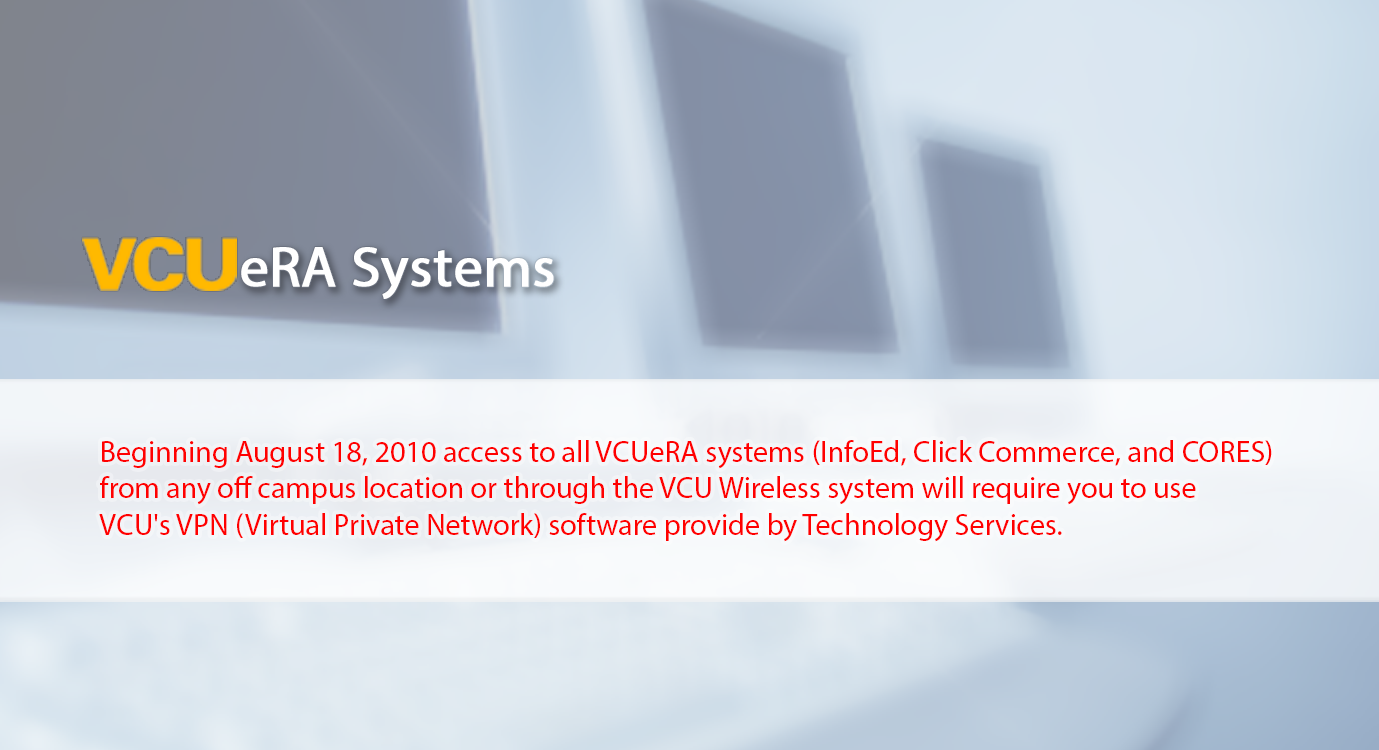 VCUeRA Systems
Beginning August 18, 2010 access to all VCUeRA systems (InfoEd, Click Commerce, and CORES)
from any off campus location or through the VCU Wireless system will require you to use
VCU's VPN (Virtual Private Network) software provide by Technology Services.